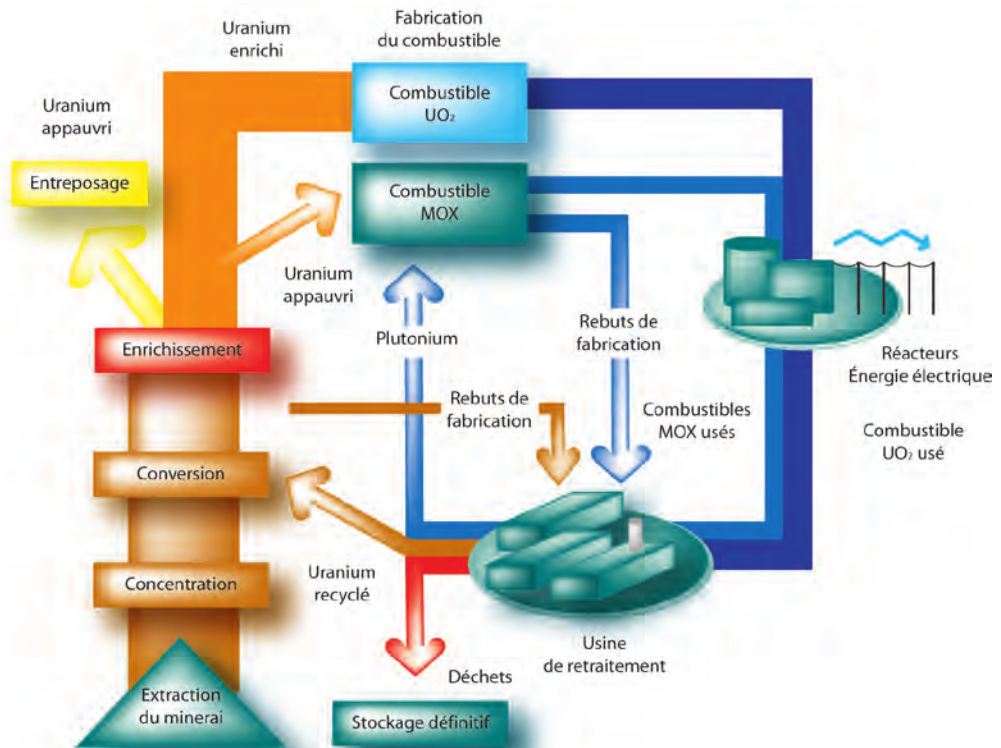 Uranium
enrichi
Fabrication
du combustible
Combustible
UO₂
Uranium
appauvri
Entreposage
Combustible
MOX
Uranium
appauvri
Plutonium
Rebuts de
fabrication
Enrichissement
Réacteurs
Énergie électrique
Rebuts de
fabrication
Combustibles
MOX usés
Combustible
UO₂ usé
Conversion
Concentration
Uranium
recyclé
Usine
de retraitement
Extraction
du minerai
Déchets
Stockage définitif